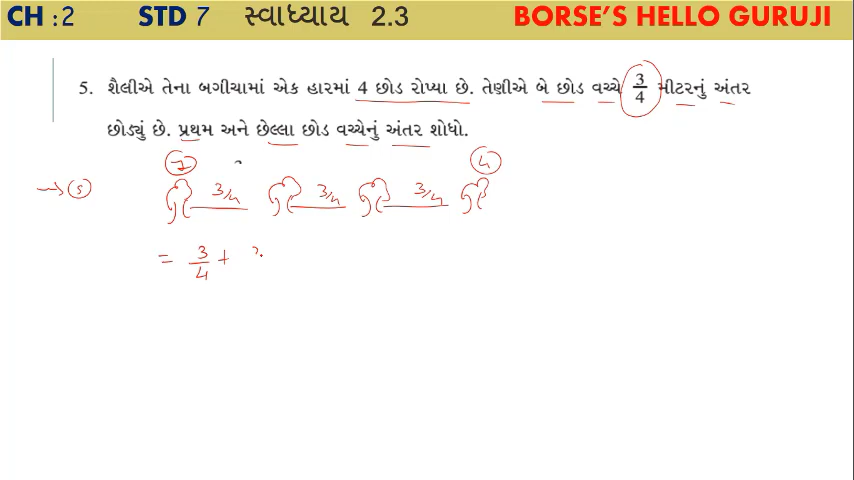 CH : 2 STD 7 સ્વાધ્યાય 2.3 BORSE'S HELLO GURUJI
5. શૈલીએ તેના બગીચામાં એક હારમાં 4 છોડ રોપ્યા છે. તેણીએ બે છોડ વચ્ચે 3/4 મીટરનું અંતર
છોડ્યું છે. પ્રથમ અને છેલ્લા છોડ વચ્ચેનું અંતર શોધો.
3/4 3/4 3/4
= 3/4 +